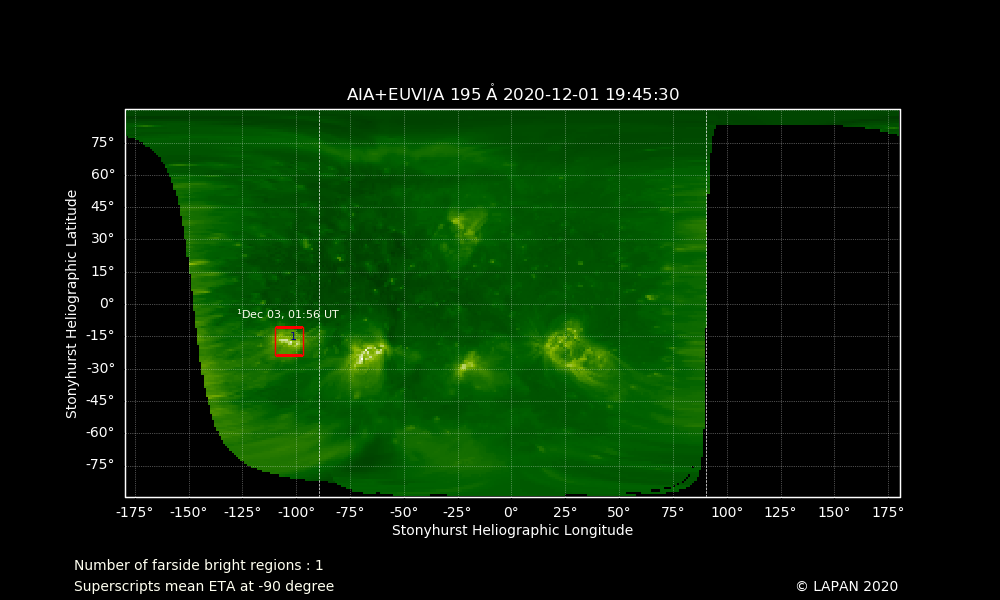 AIA+EUVI/A 195 Å 2020-12-01 19:45:30
Stonyhurst Heliographic Latitude
75°
60°
45°
30°
15°
0°
-15°
-30°
-45°
-60°
-75°
¹Dec 03, 01:56 UT
1
-175° -150° -125° -100° -75° -50° -25° 0° 25° 50° 75° 100° 125° 150° 175°
Stonyhurst Heliographic Longitude
Number of farside bright regions : 1
Superscripts mean ETA at -90 degree
© LAPAN 2020